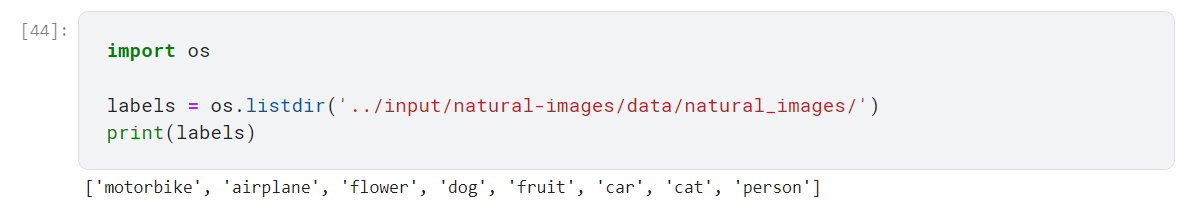 [44]:
import os
labels = os.listdir('../input/natural-images/data/natural_images/')
print(labels)
['motorbike', 'airplane', 'flower', 'dog', 'fruit', 'car', 'cat', 'person']